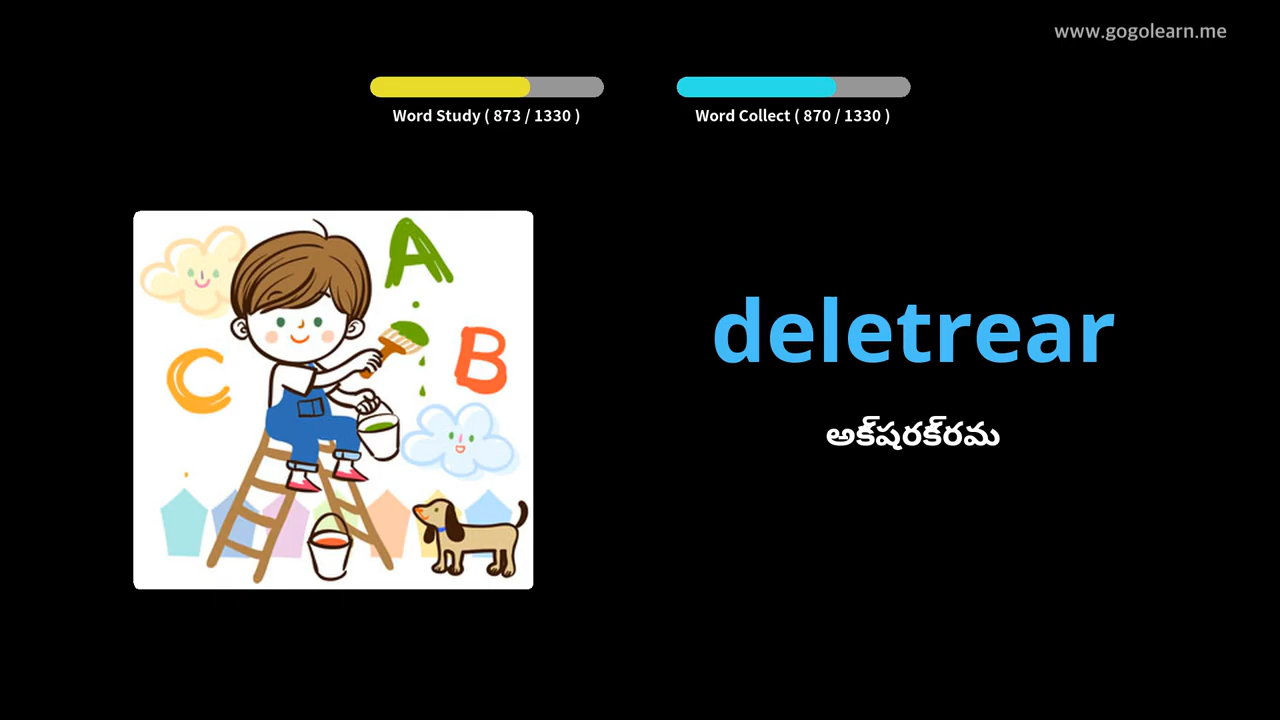 www.gogolearn.me
Word Study ( 873 / 1330 )
Word Collect ( 870 / 1330 )
A
B
C
deletrear
అక్‌షరక్‌రమ